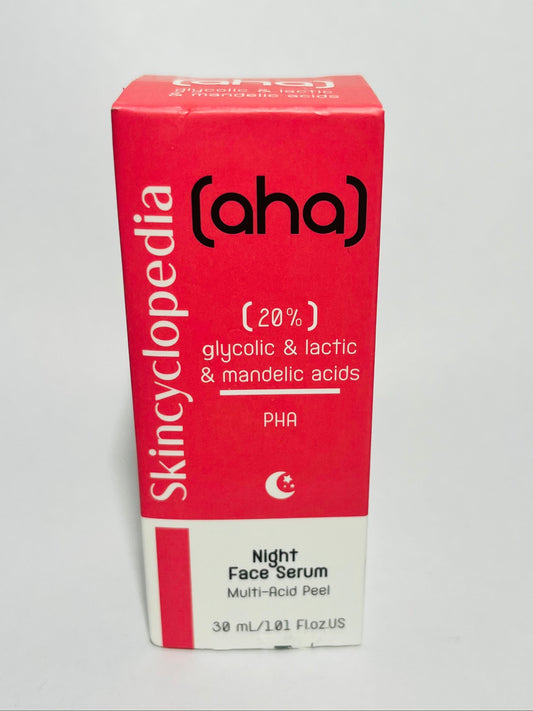 (aha)
glycolic & lactic
& mandelic acids
Skincyclopedia
(aha)
(20%)
glycolic & lactic
& mandelic acids
PHA
Night
Face Serum
Multi-Acid Peel
30 mL/1.01 Fl.oz.US